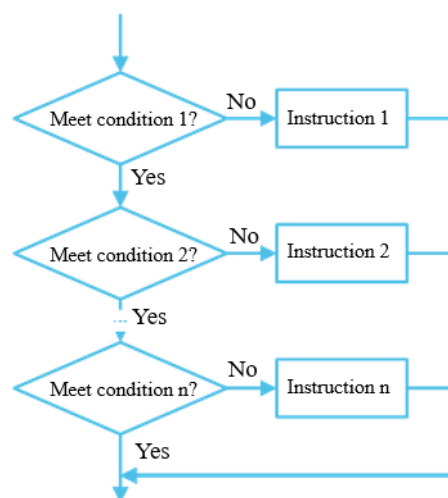 Meet condition 1?
No
Instruction 1
Yes
Meet condition 2?
No
Instruction 2
... Yes
Meet condition n?
No
Instruction n
Yes